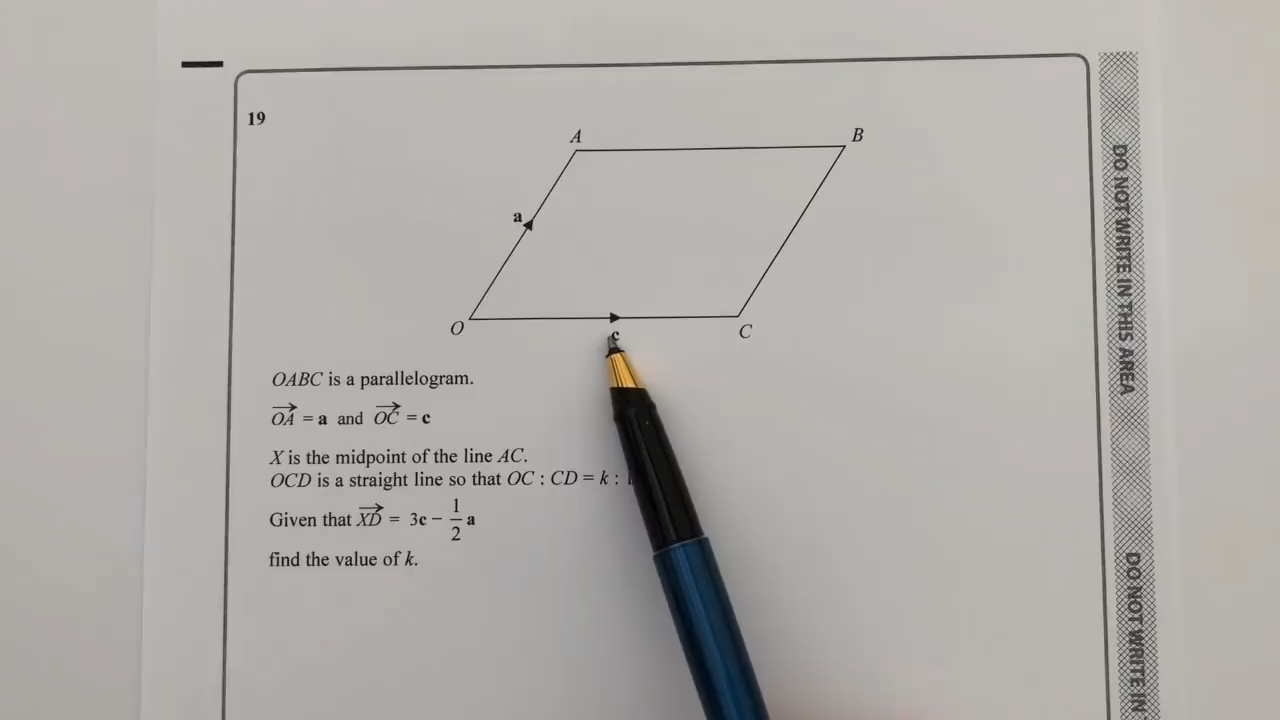 19
A
B
a
O
c
C
OABC is a parallelogram.
OA = a and OC = c
X is the midpoint of the line AC.
OCD is a straight line so that OC : CD = k :
Given that XD = 3c − 1/2 a
find the value of k.
DO NOT WRITE IN THIS AREA
DO NOT WRITE IN